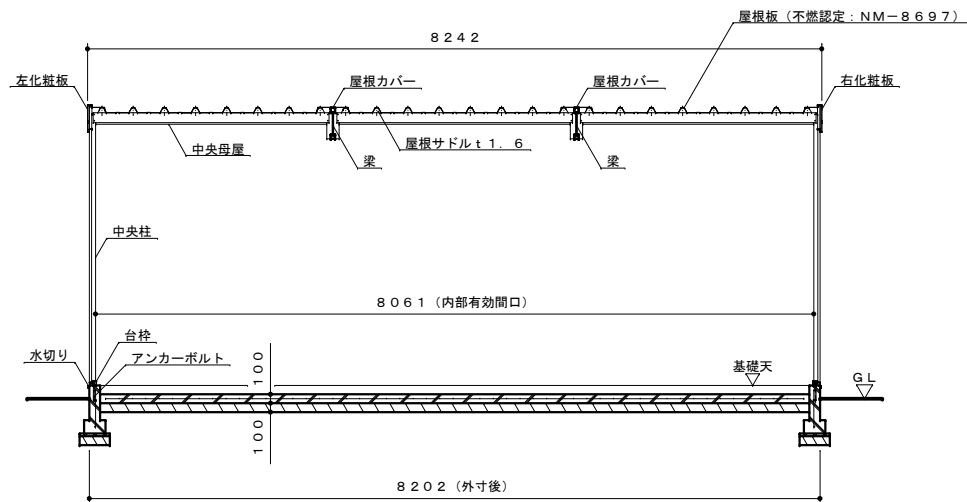 屋根板（不燃認定：NM－8697）
8242
左化粧板
屋根カバー
屋根カバー
右化粧板
中央母屋
屋根サドルｔ1．6
梁
梁
中央柱
8061（内部有効間口）
台枠
水切り
アンカーボルト
100
基礎天
GL
100
8202（外寸後）